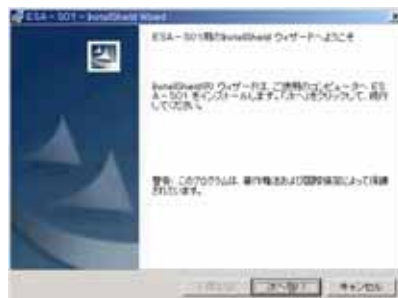 ESA - S01 - InstallShield Wizard
ESA - S01用のInstallShield ウィザードへようこそ
InstallShield(R) ウィザードは、ご使用のコンピュータへ ES
A - S01 をインストールします。「次へ」をクリックして、続行
してください。
警告: このプログラムは、著作権法および国際協定によって保護
されています。
次へ(N) >
キャンセル